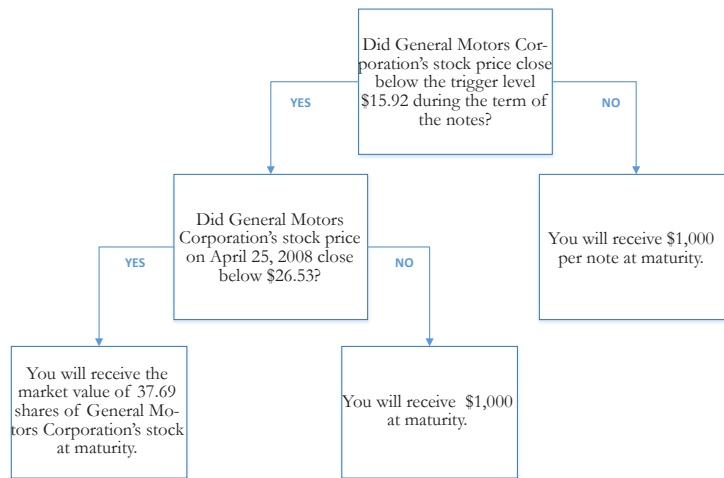 Did General Motors Cor-
poration's stock price close
below the trigger level
$15.92 during the term of
the notes?
YES
NO
Did General Motors
Corporation's stock price
on April 25, 2008 close
below $26.53?
You will receive $1,000
per note at maturity.
YES
NO
You will receive the
market value of 37.69
shares of General Mo-
tors Corporation's stock
at maturity.
You will receive $1,000
at maturity.